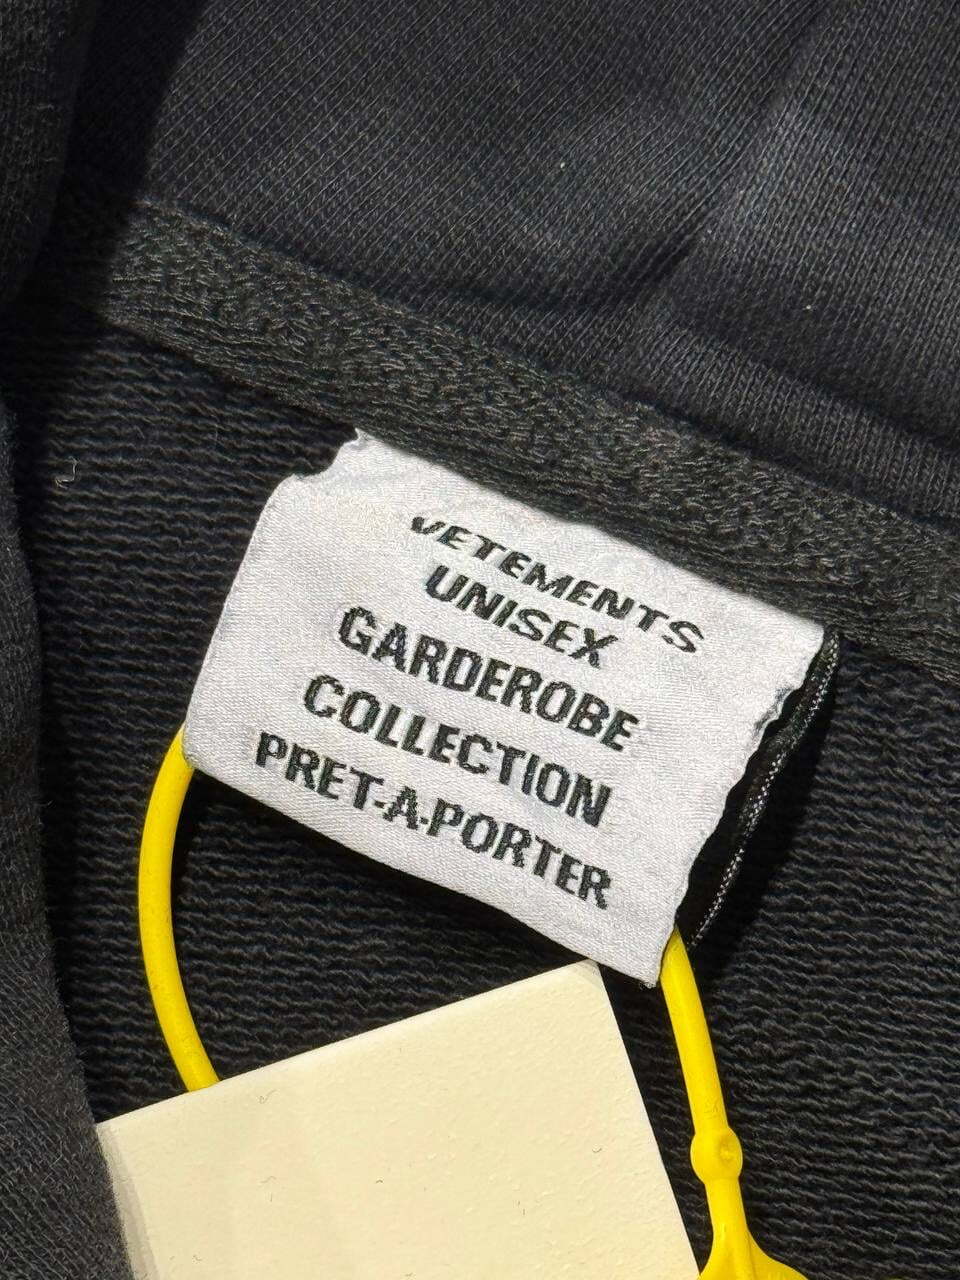 VETEMENTS
UNISEX
GARDEROBE
COLLECTION
PRET-A-PORTER